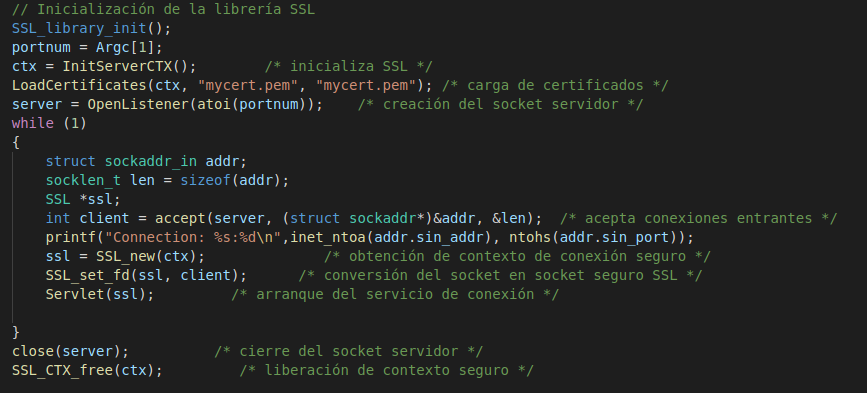 // Inicialización de la librería SSL
SSL_library_init();
portnum = Argc[1];
ctx = InitServerCTX();        /* inicializa SSL */
LoadCertificates(ctx, "mycert.pem", "mycert.pem"); /* carga de certificados */
server = OpenListener(atoi(portnum));    /* creación del socket servidor */
while (1)
{
    struct sockaddr_in addr;
    socklen_t len = sizeof(addr);
    SSL *ssl;
    int client = accept(server, (struct sockaddr*)&addr, &len);  /* acepta conexiones entrantes */
    printf("Connection: %s:%d\n",inet_ntoa(addr.sin_addr), ntohs(addr.sin_port));
    ssl = SSL_new(ctx);              /* obtención de contexto de conexión seguro */
    SSL_set_fd(ssl, client);      /* conversión del socket en socket seguro SSL */
    Servlet(ssl);         /* arranque del servicio de conexión */
}
close(server);          /* cierre del socket servidor */
SSL_CTX_free(ctx);         /* liberación de contexto seguro */